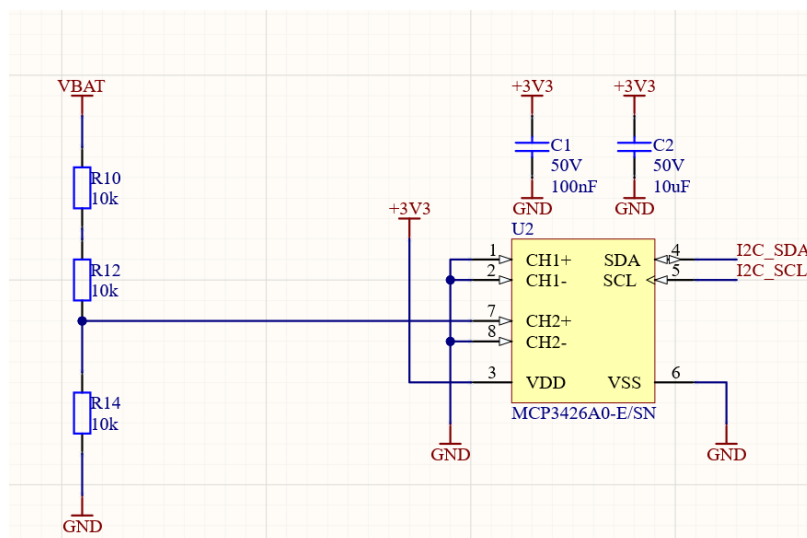 VBAT
R10
10k
R12
10k
R14
10k
GND
+3V3
C1
50V
100nF
GND
+3V3
C2
50V
10uF
GND
+3V3
U2
1 CH1+ SDA 4 I2C_SDA
2 CH1- SCL 5 I2C_SCL
7 CH2+
8 CH2-
3 VDD VSS 6
MCP3426A0-E/SN
GND
GND